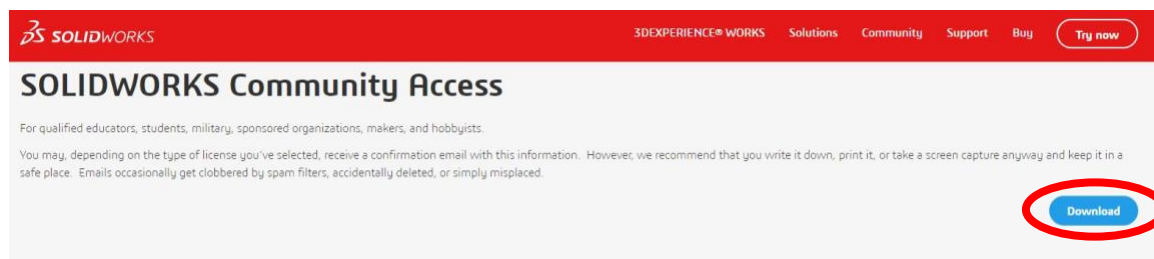 3S SOLIDWORKS 3DEXPERIENCE® WORKS Solutions Community Support Buy Try now
SOLIDWORKS Community Access
For qualified educators, students, military, sponsored organizations, makers, and hobbyists.
You may, depending on the type of license you've selected, receive a confirmation email with this information. However, we recommend that you write it down, print it, or take a screen capture anyway and keep it in a
safe place. Emails occasionally get clobbered by spam filters, accidentally deleted, or simply misplaced.
Download